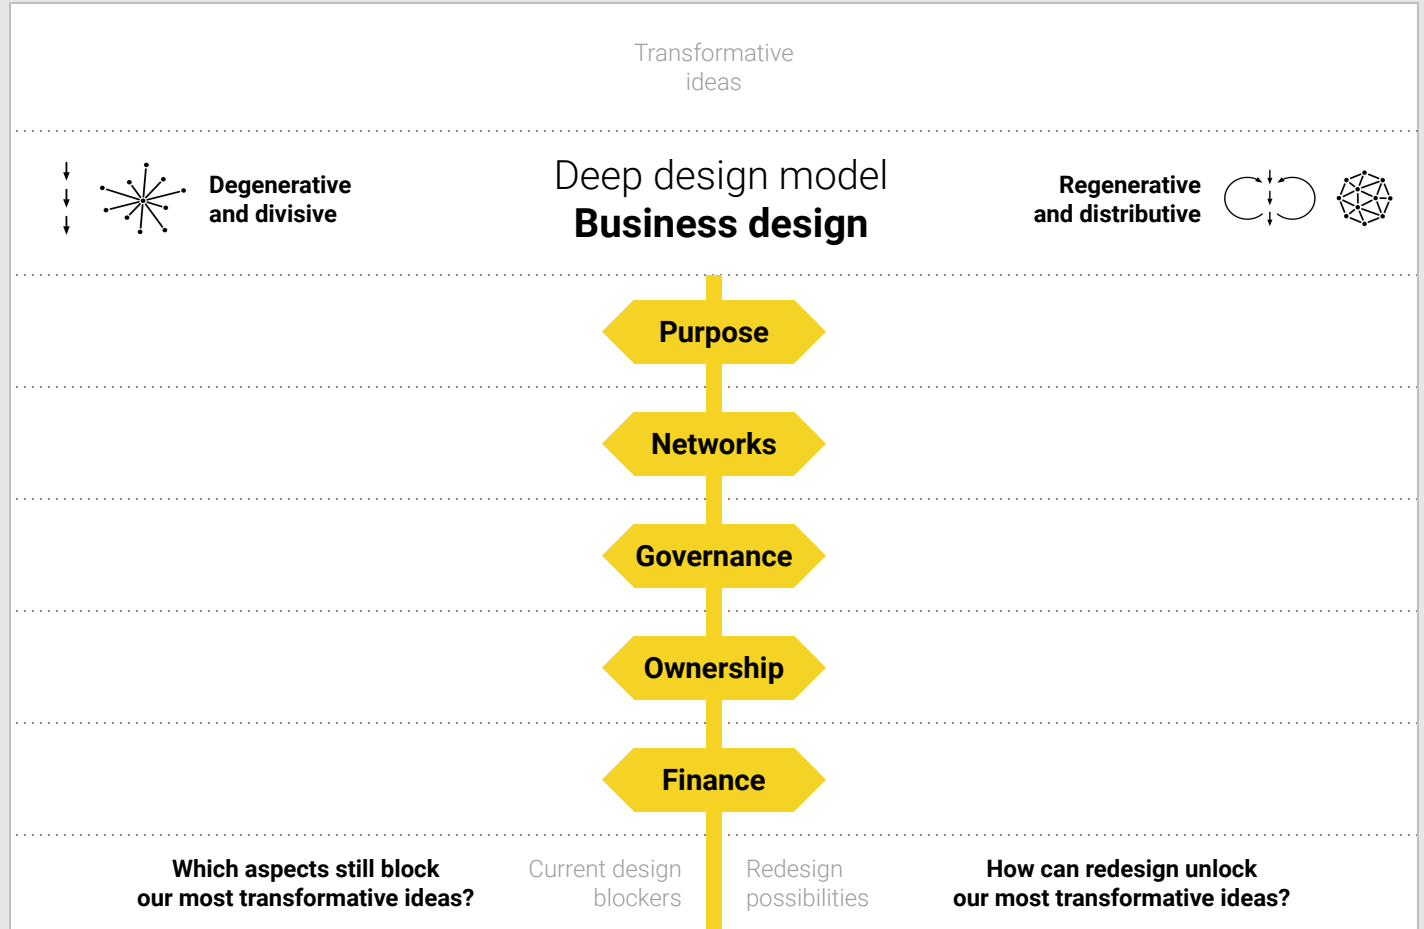 Transformative
ideas
Degenerative
and divisive
Deep design model
Business design
Regenerative
and distributive
Purpose
Networks
Governance
Ownership
Finance
Which aspects still block
our most transformative ideas?
Current design
blockers
Redesign
possibilities
How can redesign unlock
our most transformative ideas?